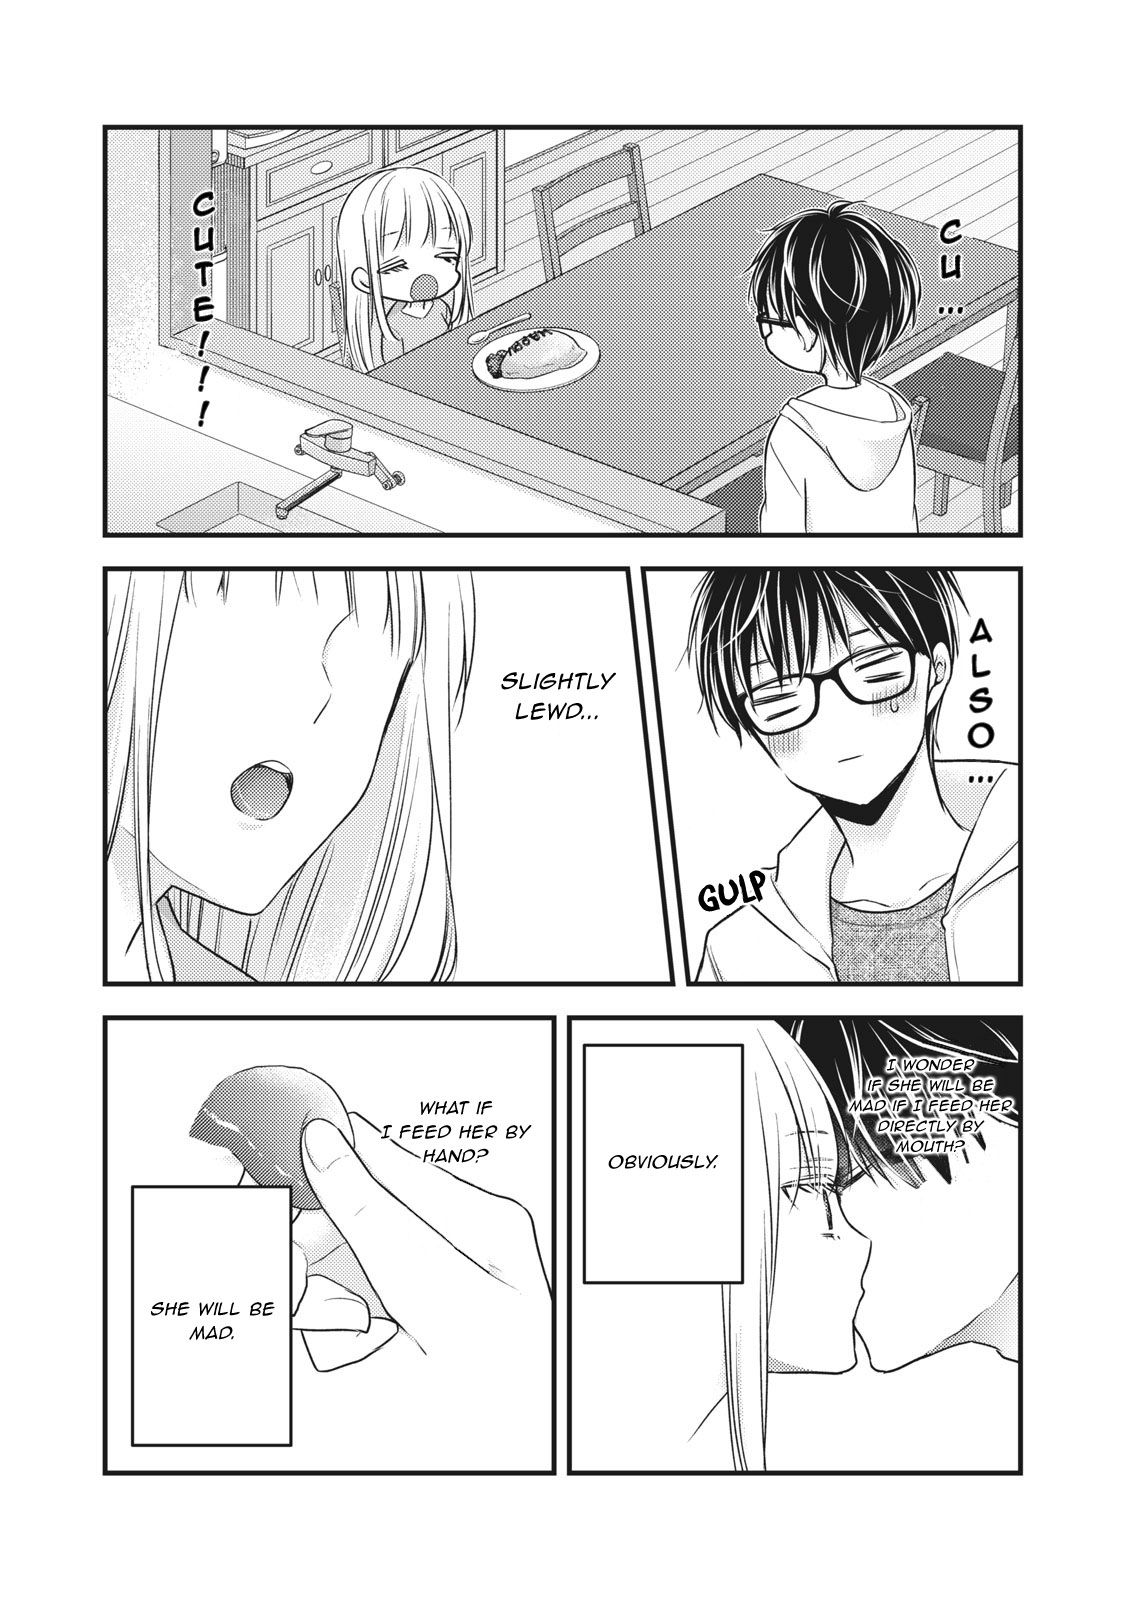 CU...
CUTE!!!
ALSO...
GULP
SLIGHTLY
LEWD...
I WONDER
IF SHE WILL BE
MAD IF I FEED HER
DIRECTLY BY
MOUTH?
OBVIOUSLY.
WHAT IF
I FEED HER BY
HAND?
SHE WILL BE
MAD.